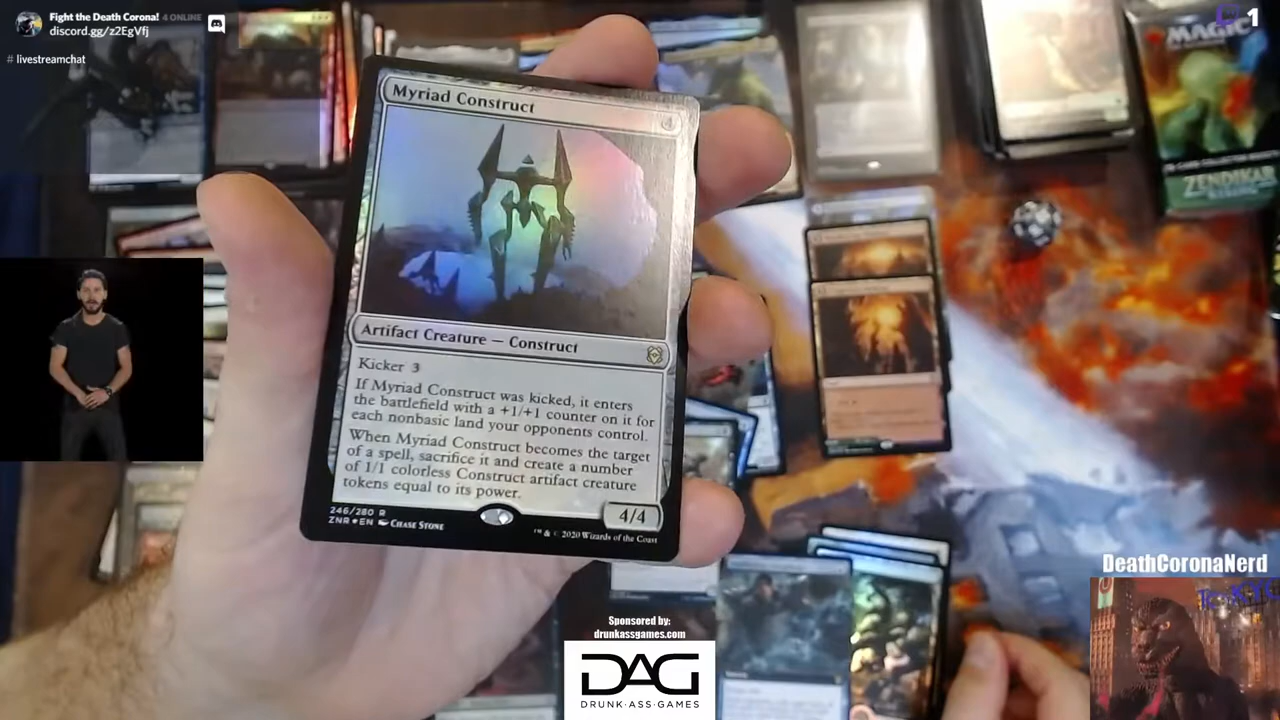 Fight the Death Corona! 4 ONLINE
discord.gg/z2EgVfj
# livestreamchat
1
MAGIC
ZENDIKAR
Myriad Construct
4
Artifact Creature — Construct
Kicker 3
If Myriad Construct was kicked, it enters
the battlefield with a +1/+1 counter on it for
each nonbasic land your opponents control.
When Myriad Construct becomes the target
of a spell, sacrifice it and create a number
of 1/1 colorless Construct artifact creature
tokens equal to its power.
4/4
246/280 R
ZNR ★ EN CHASE STONE
™ & © 2020 Wizards of the Coast
DeathCoronaNerd
Sponsored by:
drunkassgames.com
DAG
DRUNK·ASS·GAMES